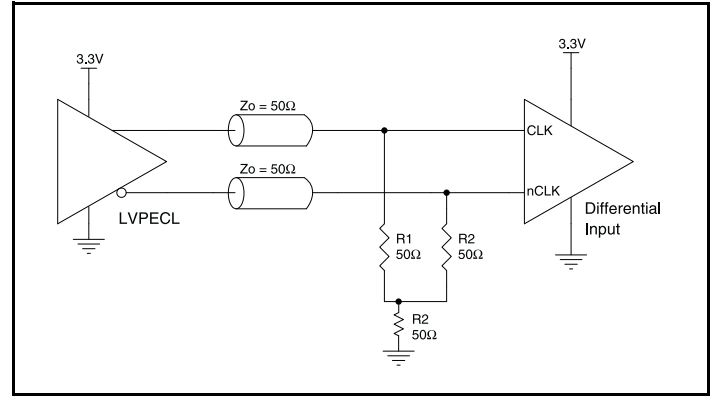 3.3V
3.3V
Zo = 50Ω
CLK
Zo = 50Ω
nCLK
LVPECL
Differential
Input
R1
50Ω
R2
50Ω
R2
50Ω